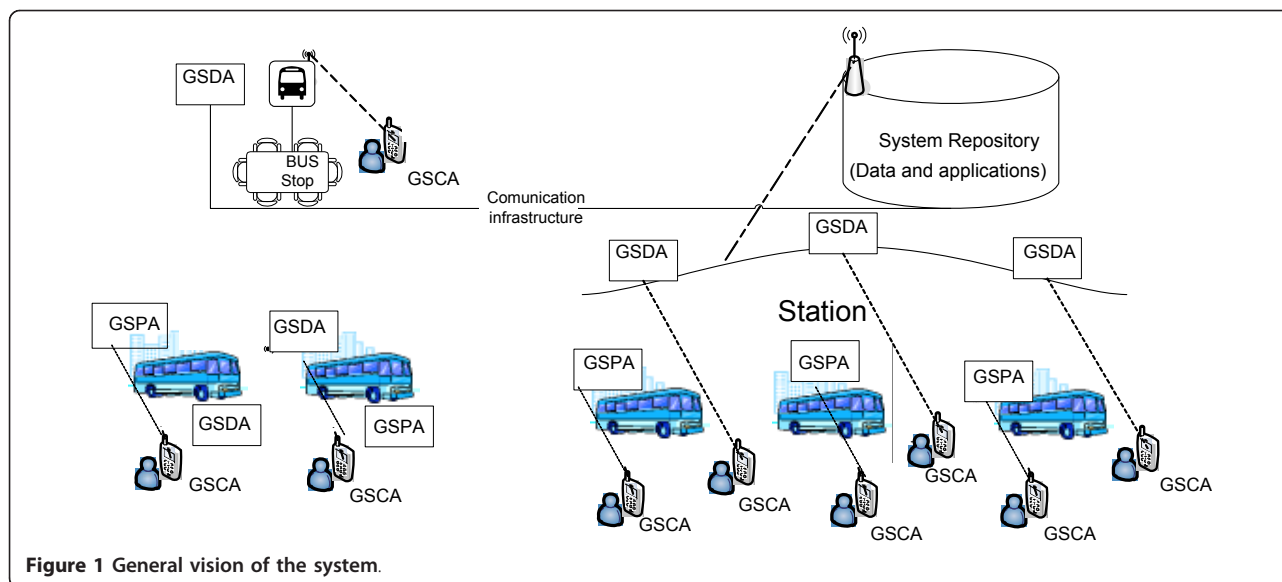 GSDA
BUS
Stop
GSCA
System Repository
(Data and applications)
Comunication
infrastructure
GSDA
GSDA
GSDA
Station
GSPA
GSDA
GSDA
GSPA
GSCA
GSCA
GSPA
GSPA
GSPA
GSCA
GSCA
GSCA
GSCA
GSCA
GSCA
Figure 1 General vision of the system.